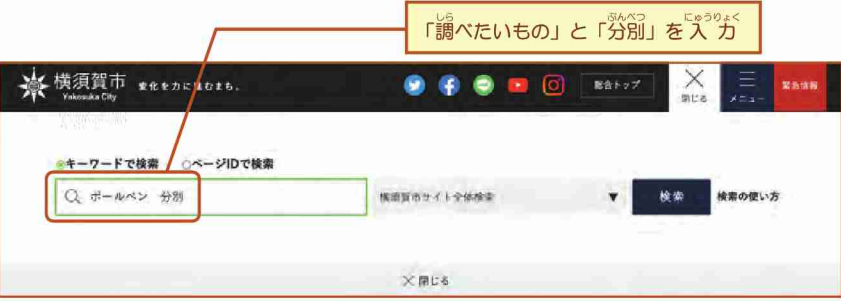 「調べたいもの」と「分別」を入力
横須賀市 変化を力に進むまち。
Yokosuka City
総合トップ
閉じる
メニュー
緊急情報
キーワードで検索 ページIDで検索
ボールペン 分別
横須賀市サイト全体検索 ▼
検索
検索の使い方
×閉じる